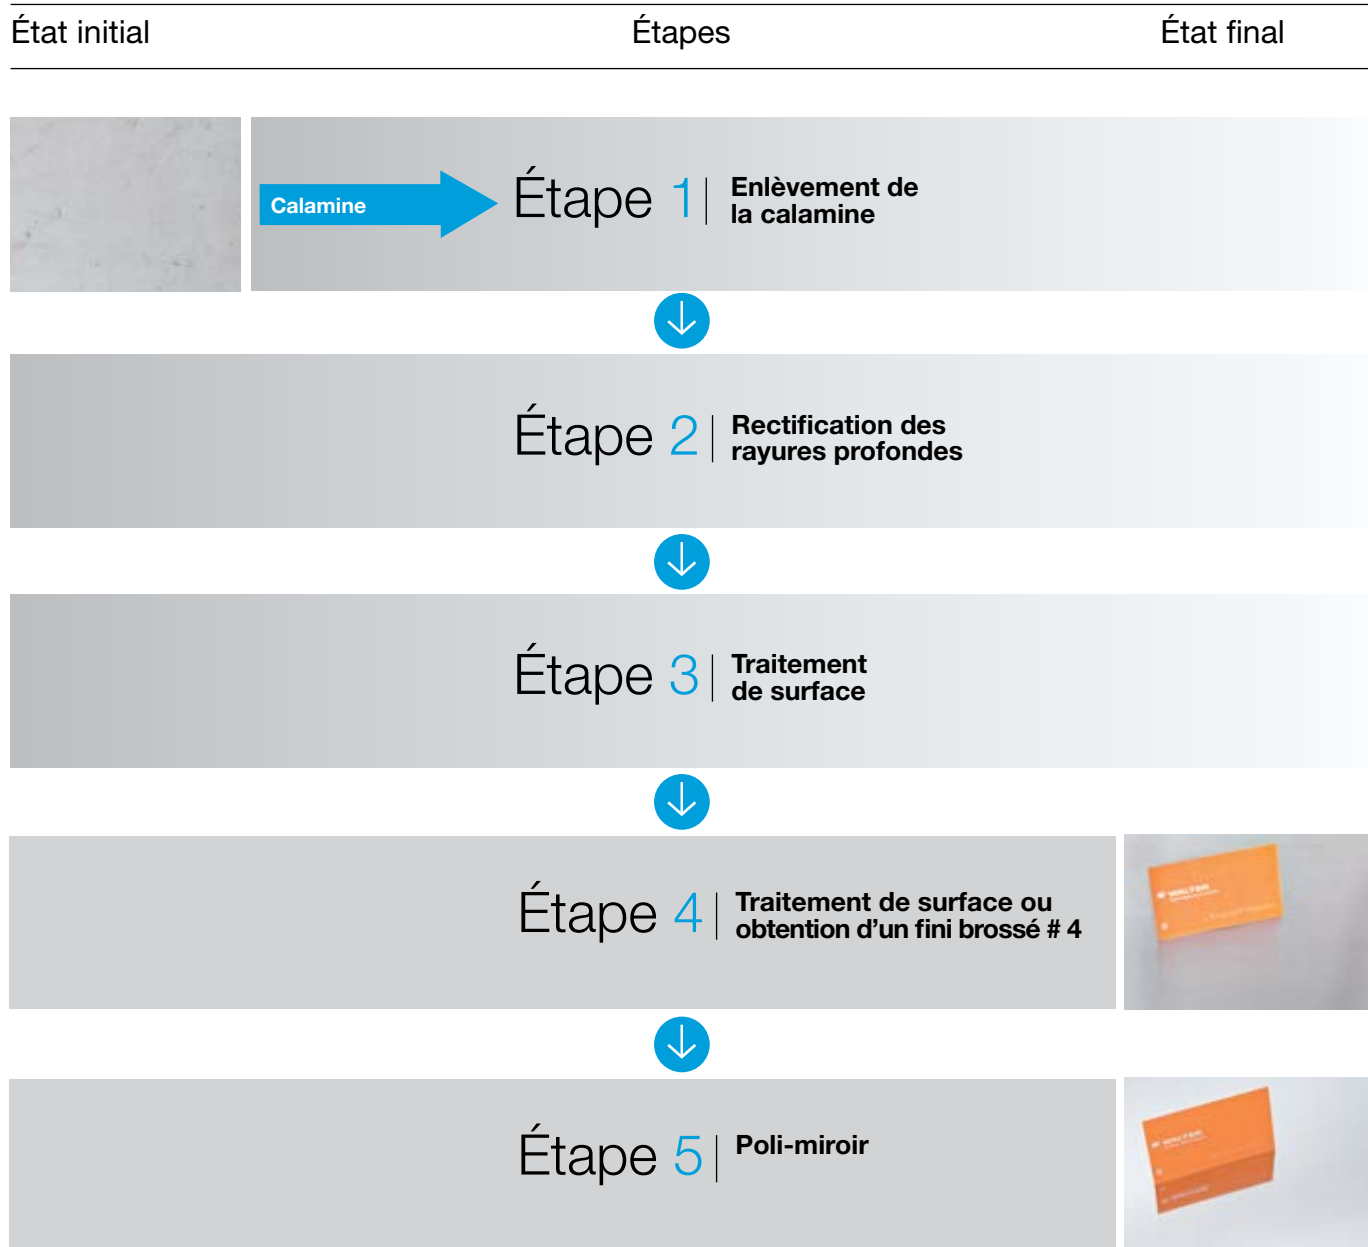 État initial
Étapes
État final
Calamine
Étape 1
Enlèvement de
la calamine
Étape 2
Rectification des
rayures profondes
Étape 3
Traitement
de surface
Étape 4
Traitement de surface ou
obtention d’un fini brossé # 4
WALTER
Étape 5
Poli-miroir
WALTER